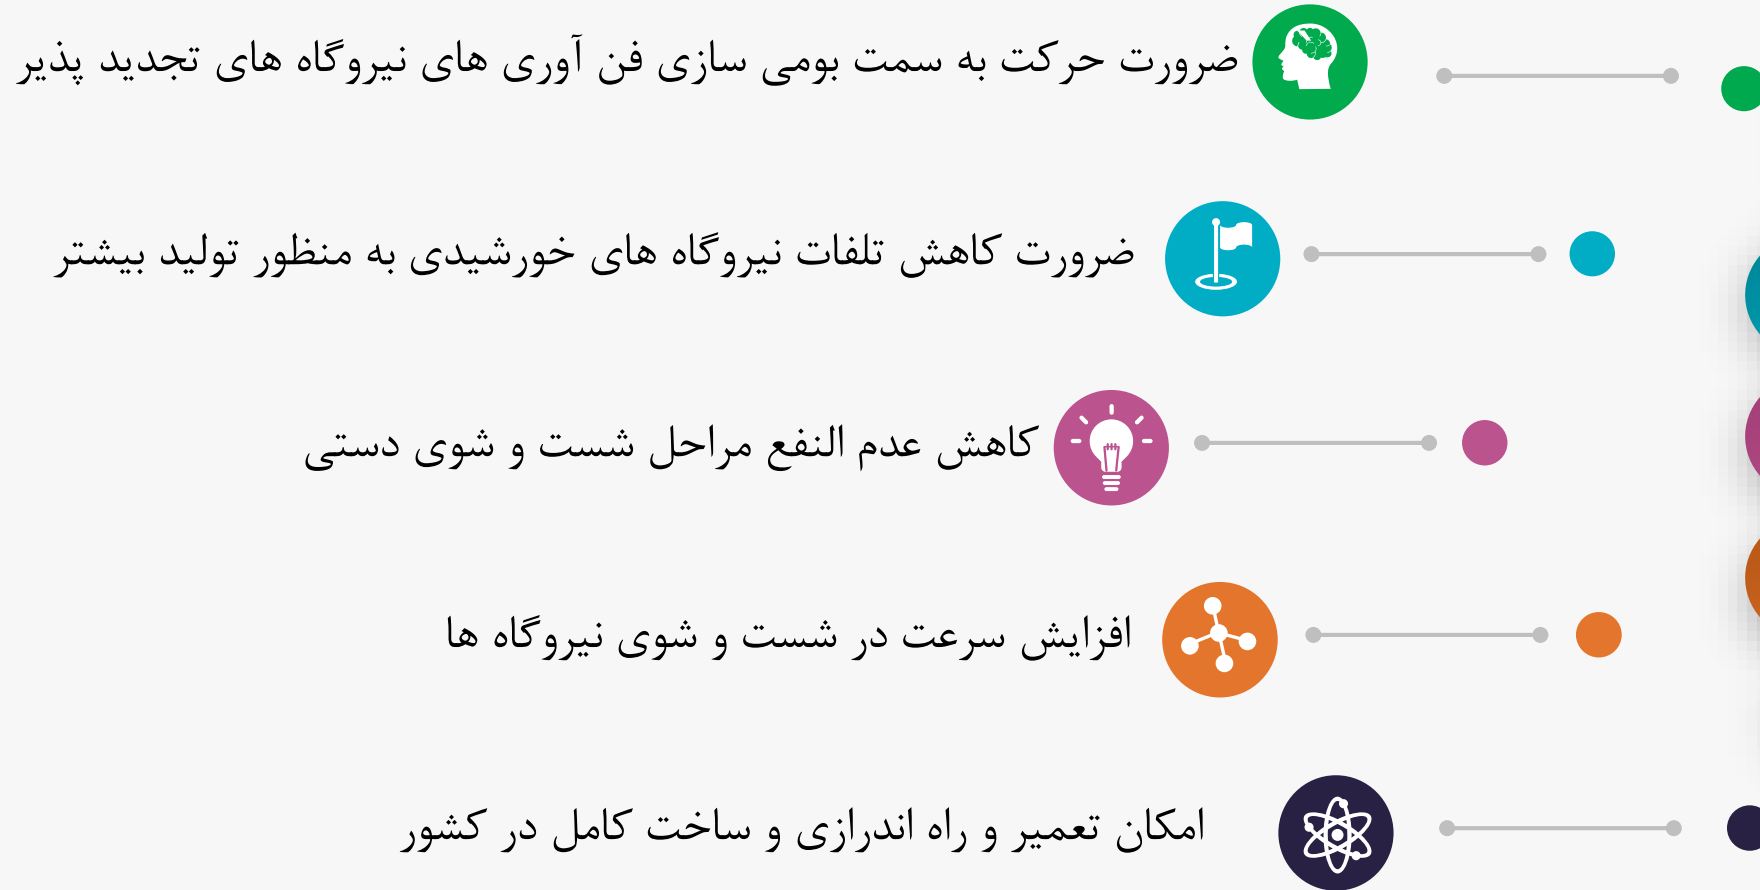 ضرورت حرکت به سمت بومی سازی فن آوری های نیروگاه های تجدید پذیر
ضرورت کاهش تلفات نیروگاه های خورشیدی به منظور تولید بیشتر
کاهش عدم النفع مراحل شست و شوی دستی
افزایش سرعت در شست و شوی نیروگاه ها
امکان تعمیر و راه اندرازی و ساخت کامل در کشور